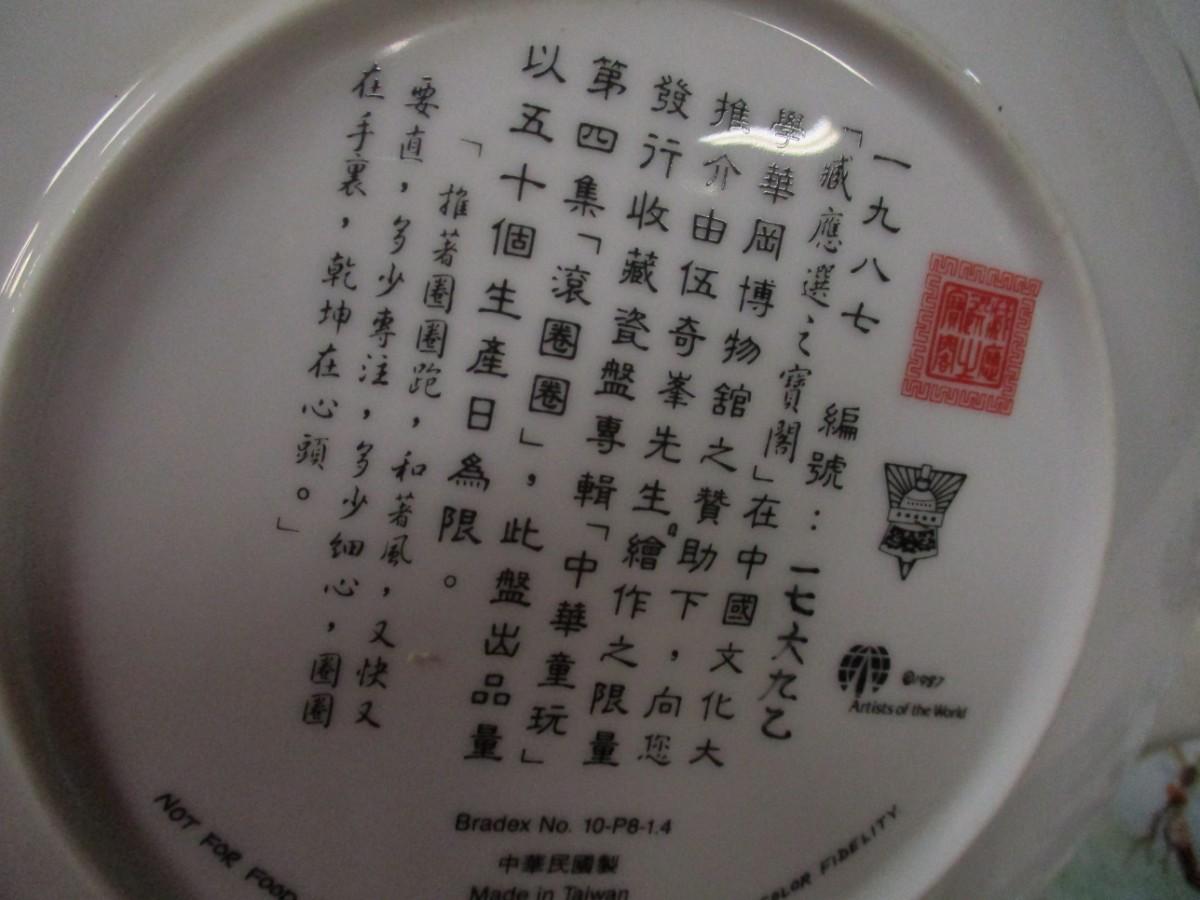 一九八七 編號：一七六九乙
「藏應選之寶閣」在中國文化大
學華岡博物舘之贊助下，向您
推介由伍奇峯先生繪作之限量
發行收藏瓷盤專輯「中華童玩」
第四集「滾圈圈」，此盤出品量
以五十個生產日為限。
「推著圈圈跑，和著風，又快又
要直，多少專注，多少細心，圈圈
在手裏，乾坤在心頭。」
©1987
Artists of the World
Bradex No. 10-P8-1.4
中華民國製
Made in Taiwan
NOT FOR FOOD
COLOR FIDELITY